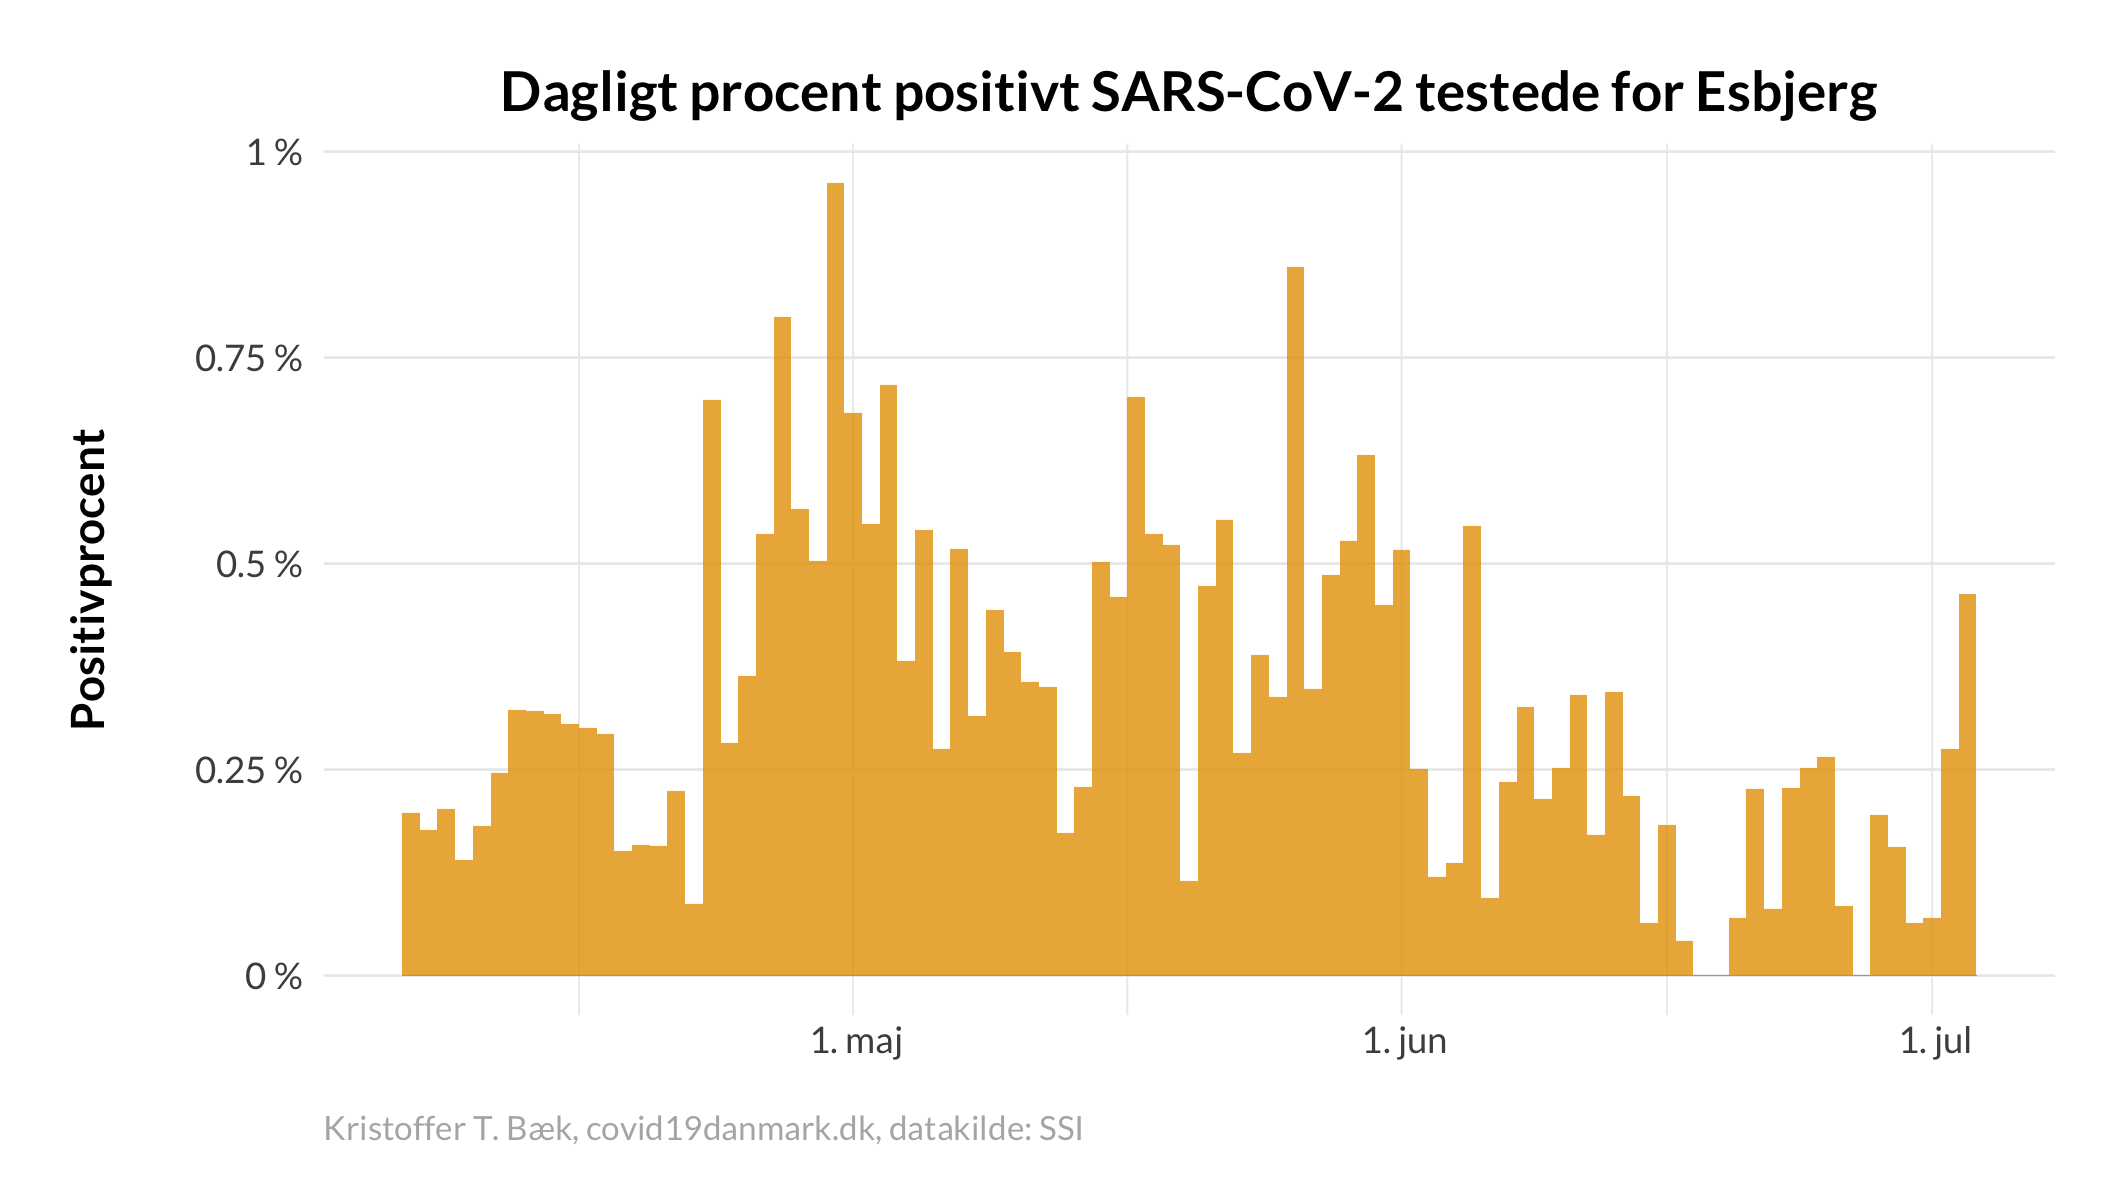 Dagligt procent positivt SARS-CoV-2 testede for Esbjerg
Positivprocent
1 %
0.75 %
0.5 %
0.25 %
0 %
1. maj
1. jun
1. jul
Kristoffer T. Bæk, covid19danmark.dk, datakilde: SSI